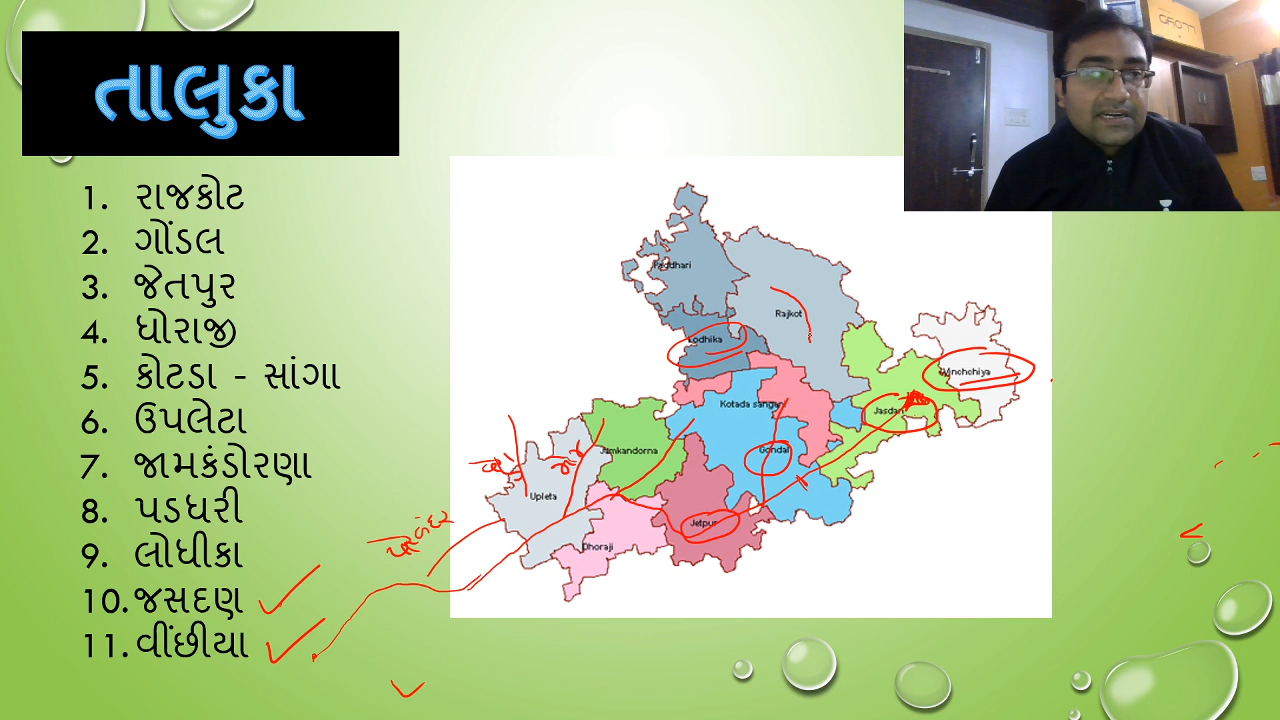 તાલુકા
1. રાજકોટ
2. ગોંડલ
3. જેતપુર
4. ધોરાજી
5. કોટડા - સાંગા
6. ઉપલેટા
7. જામકંડોરણા
8. પડધરી
9. લોધીકા
10. જસદણ
11. વીંછીયા
Paddhari
Rajkot
Lodhika
Vinchchiya
Kotada sangani
Jasdan
Jamkandorna
Gondal
Upleta
Jetpur
Dhoraji